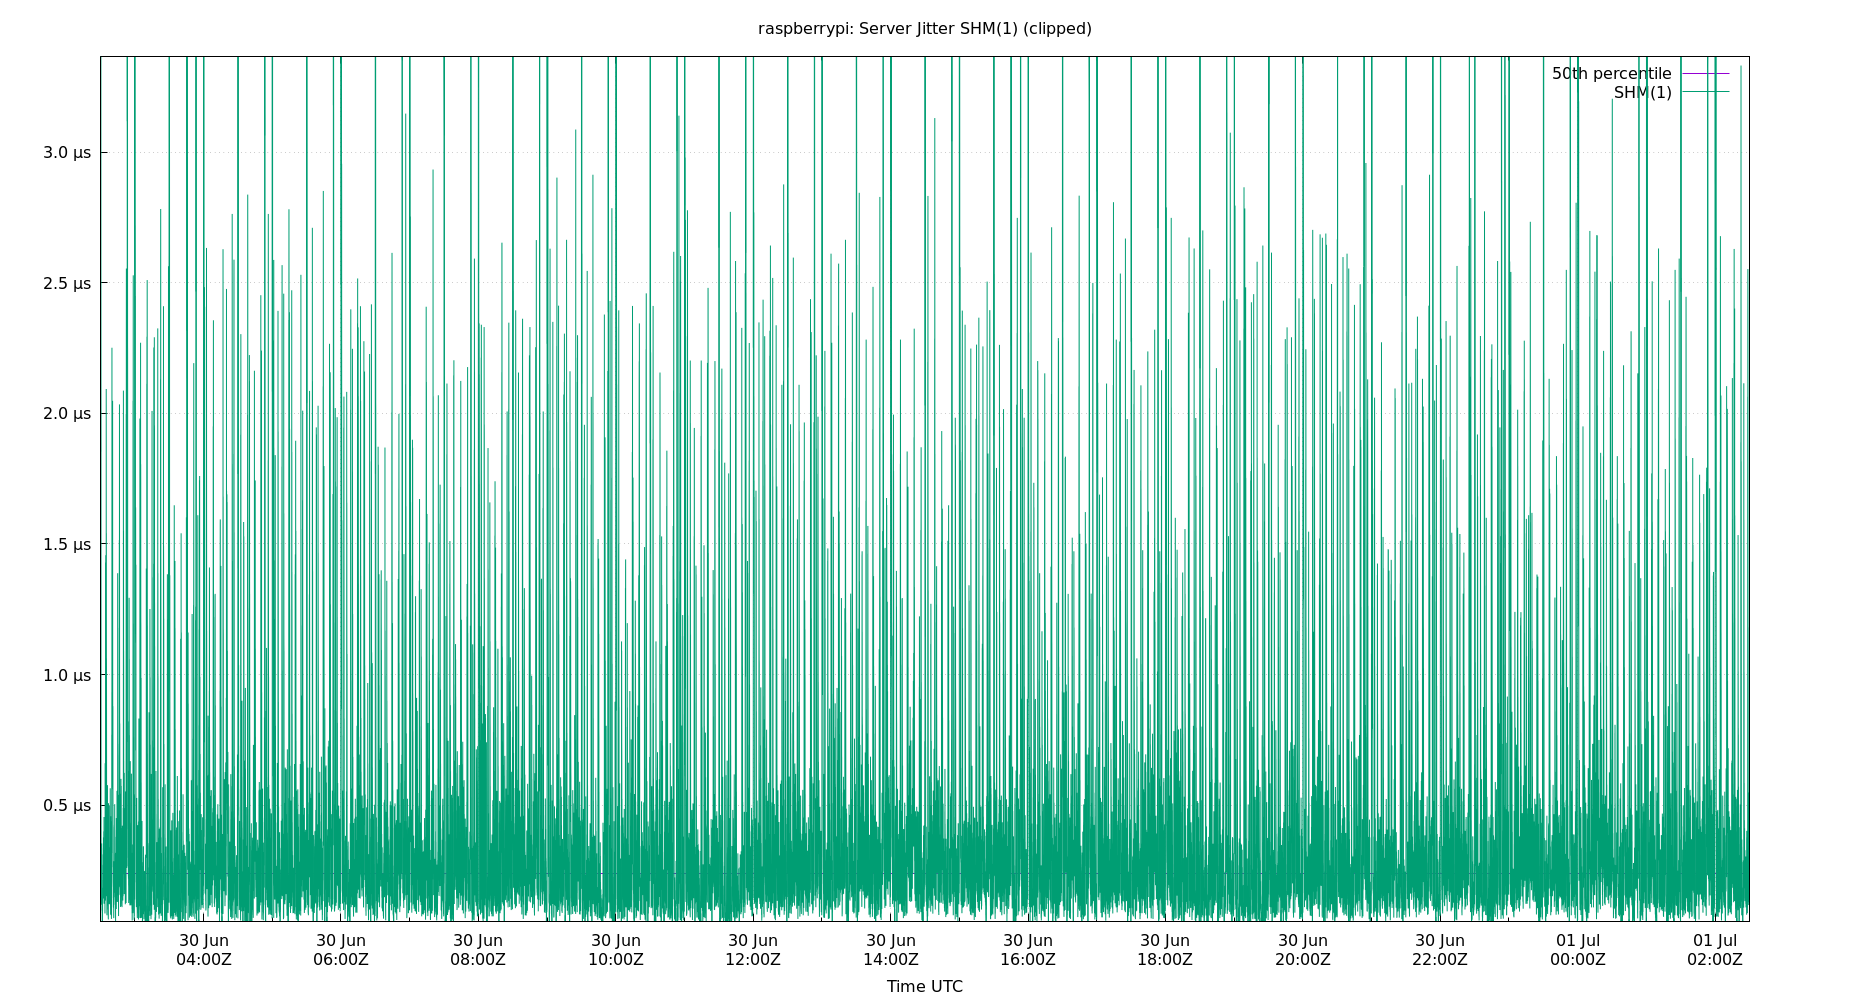 raspberrypi: Server Jitter SHM(1) (clipped)
50th percentile
SHM(1)
3.0 µs
2.5 µs
2.0 µs
1.5 µs
1.0 µs
0.5 µs
30 Jun 30 Jun 30 Jun 30 Jun 30 Jun 30 Jun 30 Jun 30 Jun 30 Jun 30 Jun 01 Jul 01 Jul
04:00Z 06:00Z 08:00Z 10:00Z 12:00Z 14:00Z 16:00Z 18:00Z 20:00Z 22:00Z 00:00Z 02:00Z
Time UTC